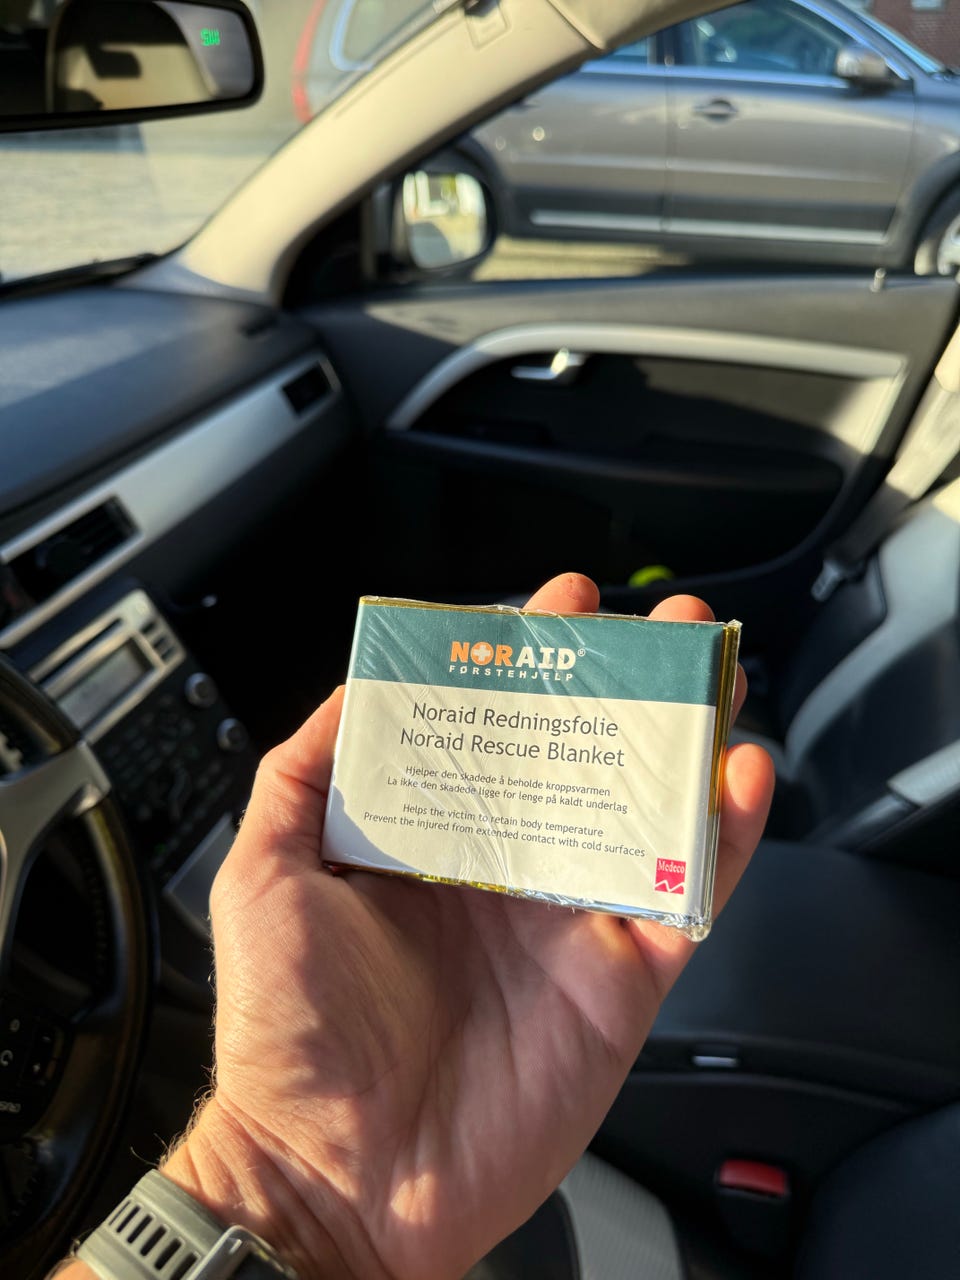 SW
NORAID®
FØRSTEHJELP
Noraid Redningsfolie
Noraid Rescue Blanket
Hjelper den skadede å beholde kroppsvarmen
La ikke den skadede ligge for lenge på kaldt underlag
Helps the victim to retain body temperature
Prevent the injured from extended contact with cold surfaces
Medeco